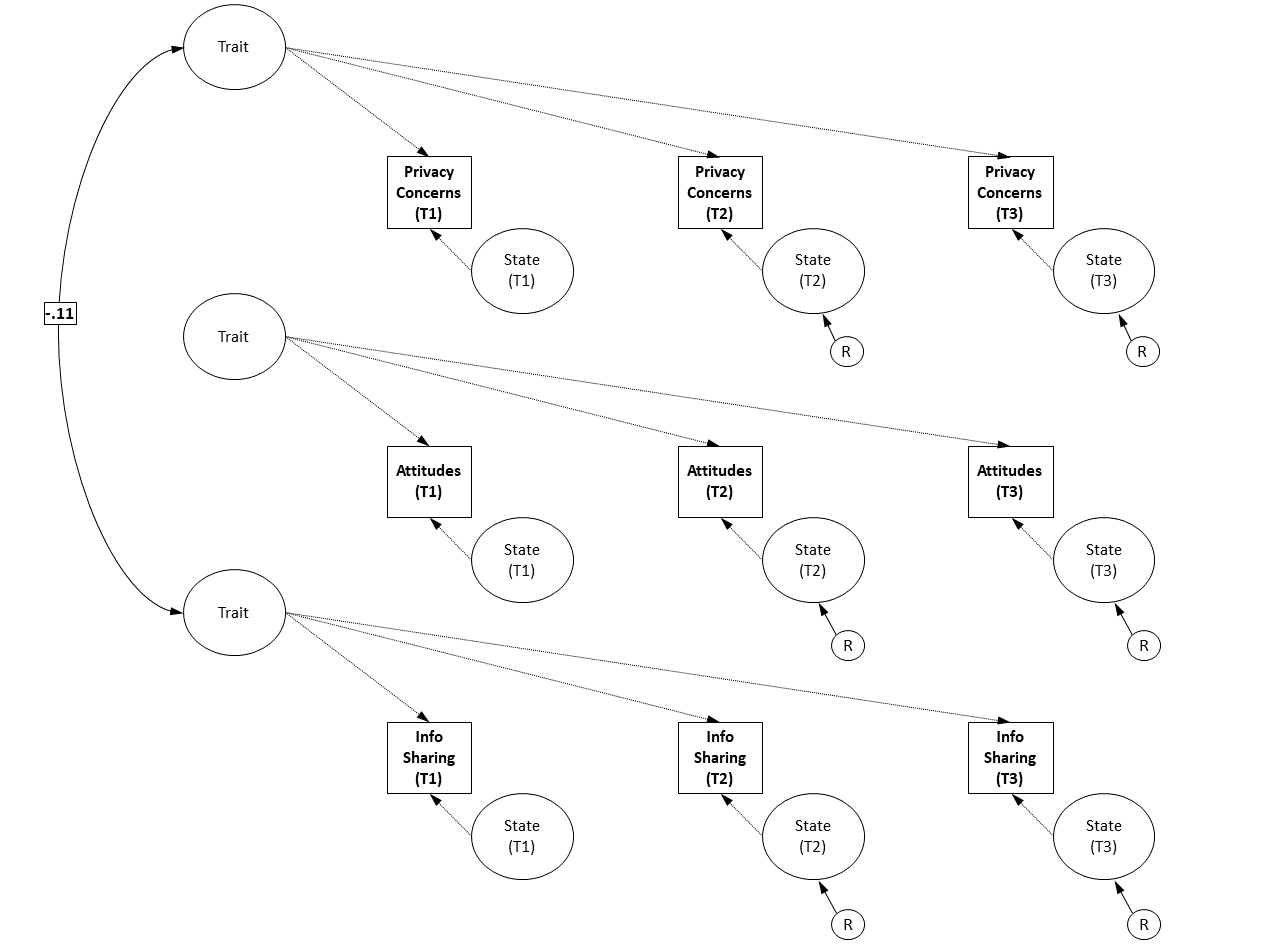 Trait
Privacy
Concerns
(T1)
Privacy
Concerns
(T2)
Privacy
Concerns
(T3)
State
(T1)
State
(T2)
State
(T3)
-.11
R
R
Trait
Attitudes
(T1)
Attitudes
(T2)
Attitudes
(T3)
State
(T1)
State
(T2)
State
(T3)
R
R
Trait
Info
Sharing
(T1)
Info
Sharing
(T2)
Info
Sharing
(T3)
State
(T1)
State
(T2)
State
(T3)
R
R